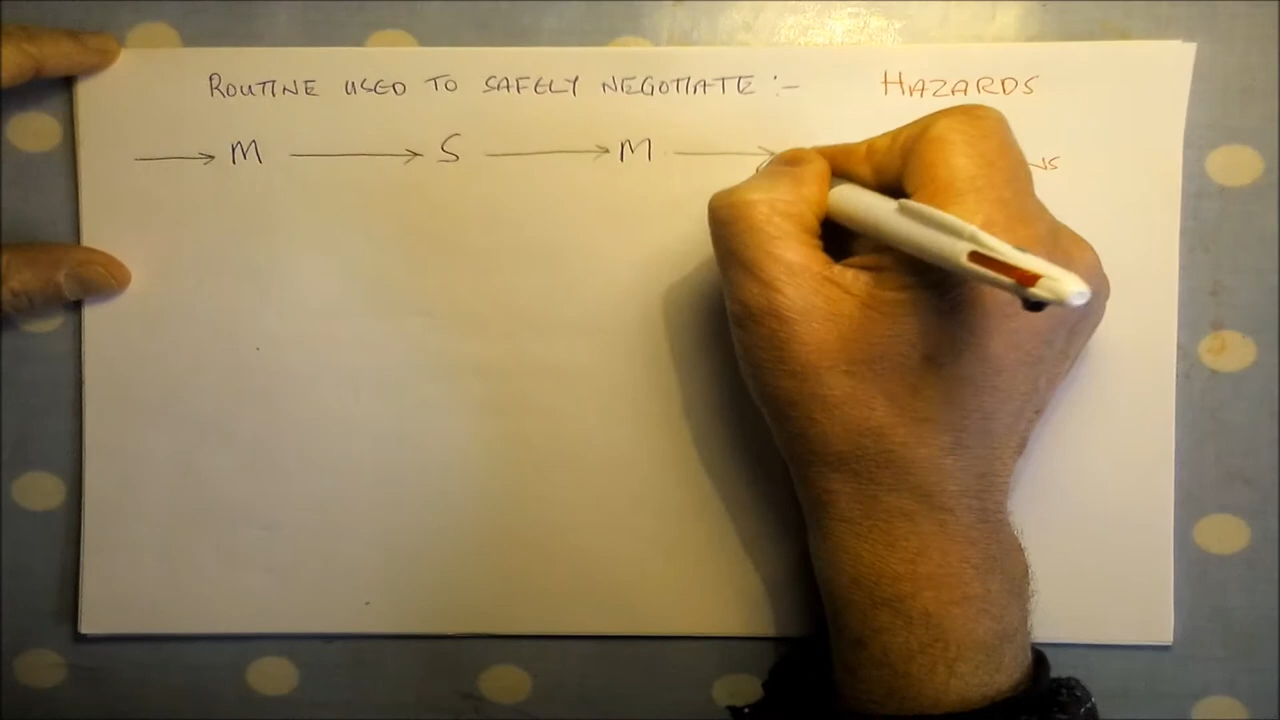 ROUTINE USED TO SAFELY NEGOTIATE :- HAZARDS
→ M → S → M →